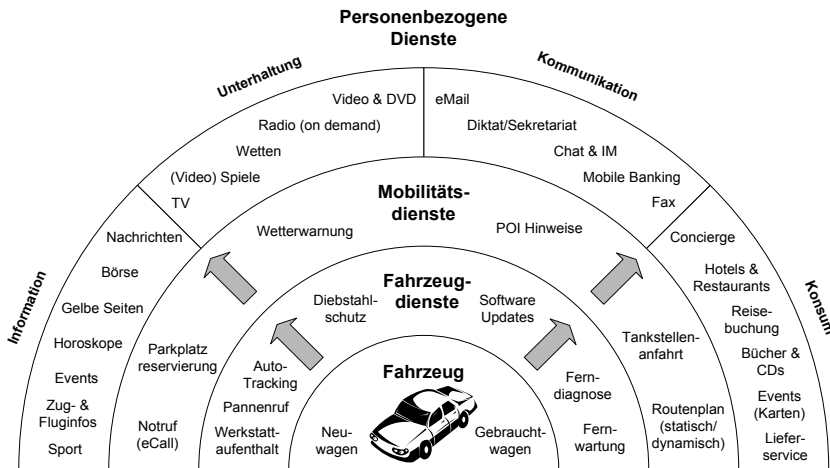 Personenbezogene
Dienste
Unterhaltung
Kommunikation
Information
Konsum
Video & DVD
Radio (on demand)
Wetten
(Video) Spiele
TV
eMail
Diktat/Sekretariat
Chat & IM
Mobile Banking
Fax
Nachrichten
Börse
Gelbe Seiten
Horoskope
Events
Zug- &
Fluginfos
Sport
Concierge
Hotels &
Restaurants
Reise-
buchung
Bücher &
CDs
Events
(Karten)
Liefer-
service
Mobilitäts-
dienste
Wetterwarnung
POI Hinweise
Parkplatz
reservierung
Notruf
(eCall)
Tankstellen-
anfahrt
Routenplan
(statisch/
dynamisch)
Fahrzeug-
dienste
Diebstahl-
schutz
Software
Updates
Auto-
Tracking
Pannenruf
Werkstatt-
aufenthalt
Fern-
diagnose
Fern-
wartung
Fahrzeug
Neu-
wagen
Gebraucht-
wagen